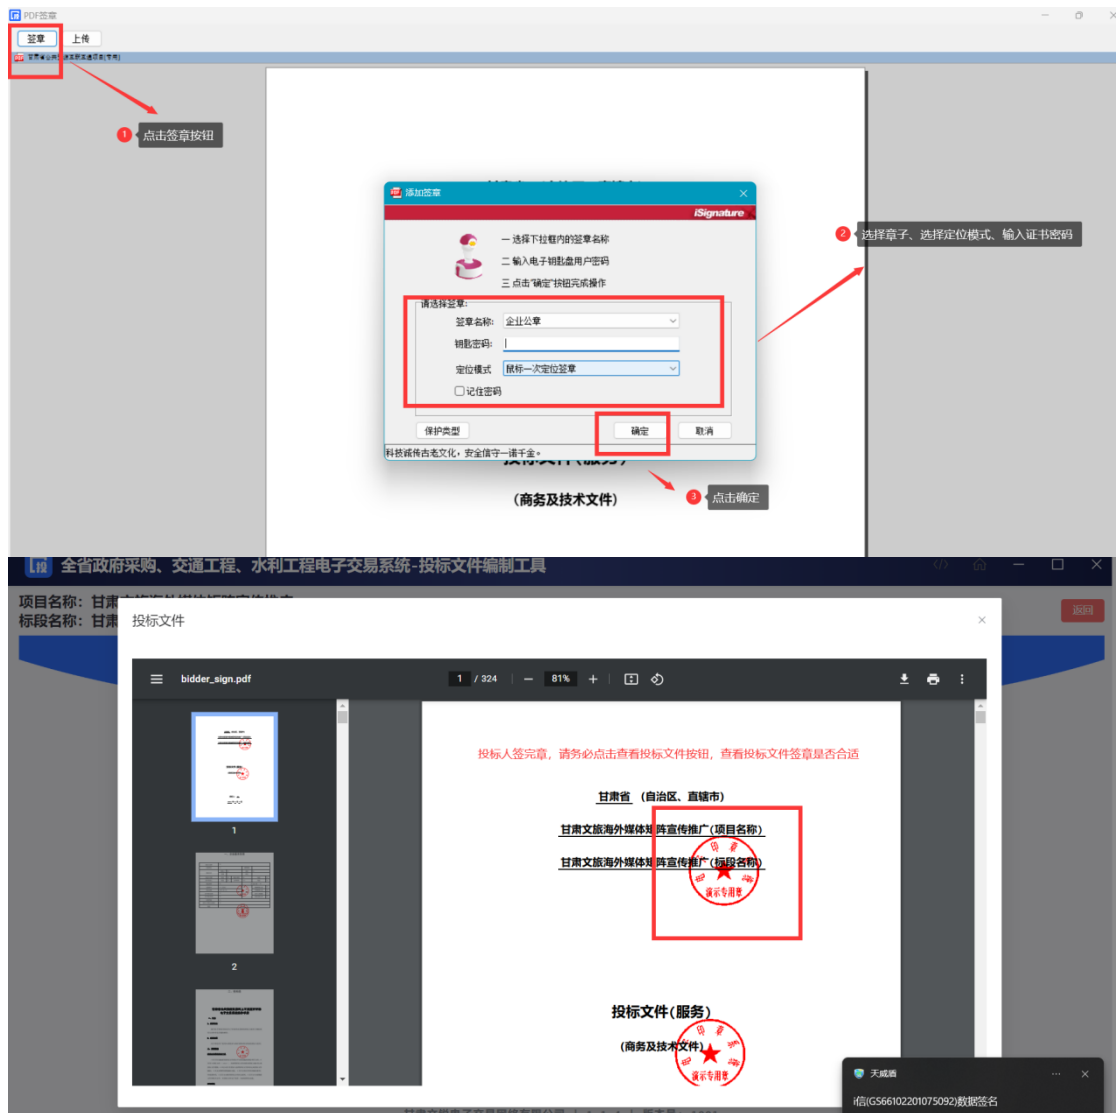 PDF签章
签章 上传
1 点击签章按钮
添加签章
iSignature
一 选择下拉框内的签章名称
二 输入电子钥匙盘用户密码
三 点击"确定"按钮完成操作
2 选择章子、选择定位模式、输入证书密码
请选择签章:
签章名称: 企业公章
钥匙密码:
定位模式 鼠标一次定位签章
记住密码
保护类型 确定 取消
科技诚传古老文化，安全信守一诺千金。
(商务及技术文件)
3 点击确定
投 全省政府采购、交通工程、水利工程电子交易系统-投标文件编制工具
项目名称：甘肃
标段名称：甘肃
返回
投标文件
bidder_sign.pdf 1 / 324 81%
投标人签完章，请务必点击查看投标文件按钮，查看投标文件签章是否合适
甘肃省 (自治区、直辖市)
甘肃文旅海外媒体矩阵宣传推广(项目名称)
甘肃文旅海外媒体矩阵宣传推广(标段名称)
演示专用章
投标文件(服务)
(商务及技术文件)
演示专用章
1
2
天威盾
i信(GS66102201075092)数据签名